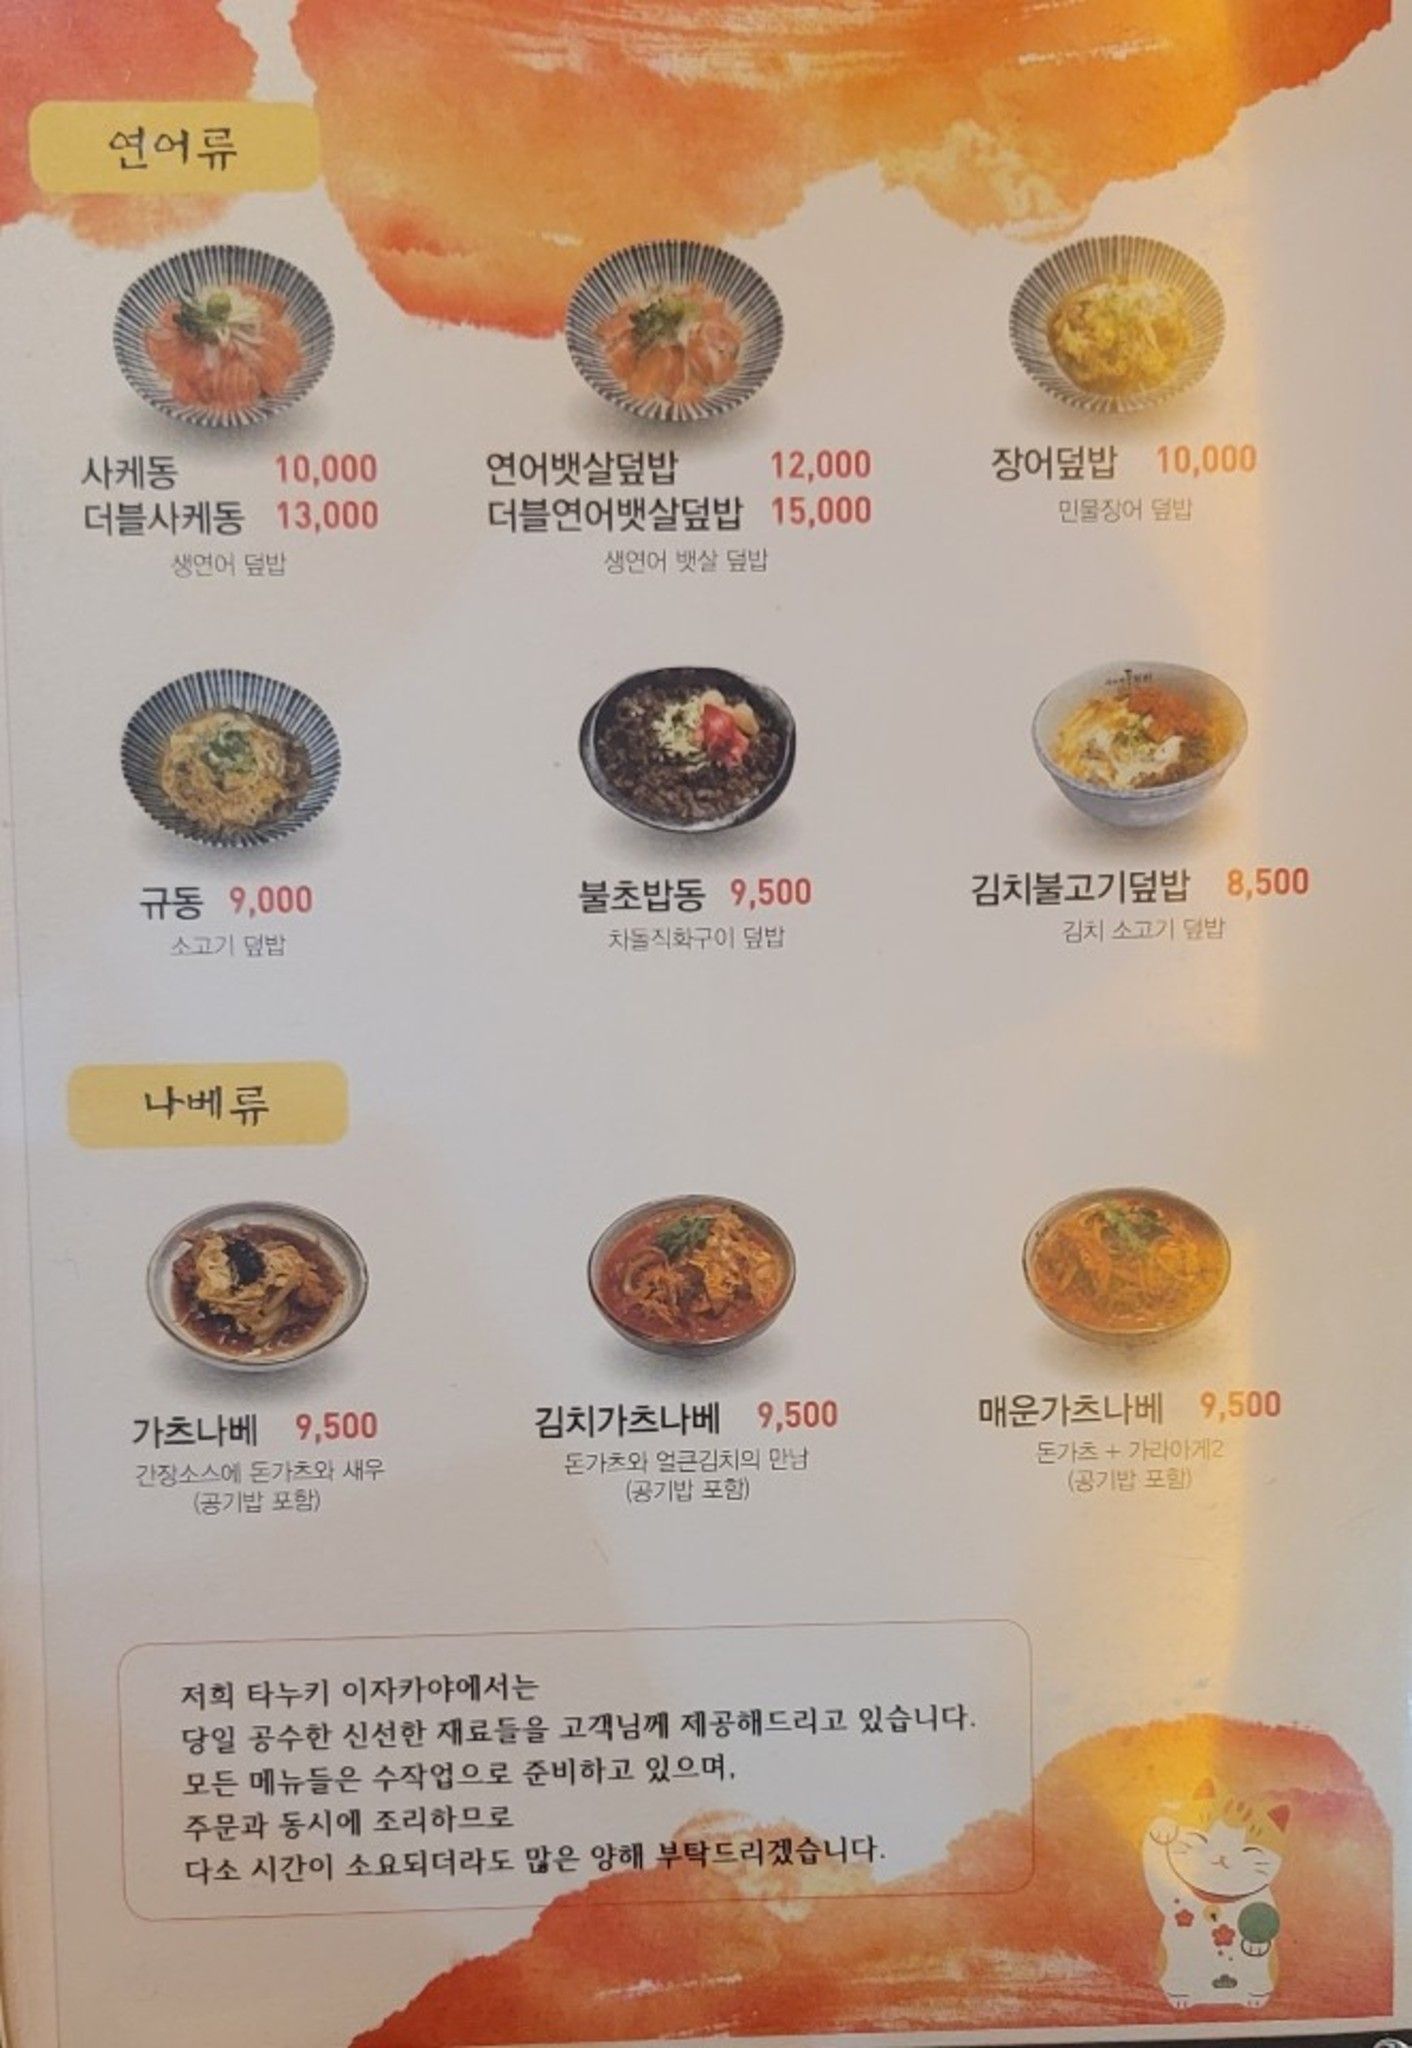 연어류
사케동 10,000
더블사케동 13,000
생연어 덮밥
연어뱃살덮밥 12,000
더블연어뱃살덮밥 15,000
생연어 뱃살 덮밥
장어덮밥 10,000
민물장어 덮밥
규동 9,000
소고기 덮밥
불초밥동 9,500
차돌직화구이 덮밥
김치불고기덮밥 8,500
김치 소고기 덮밥
나베류
가츠나베 9,500
간장소스에 돈가츠와 새우
(공기밥 포함)
김치가츠나베 9,500
돈가츠와 얼큰김치의 만남
(공기밥 포함)
매운가츠나베 9,500
돈가츠 + 가라아게2
(공기밥 포함)
저희 타누키 이자카야에서는
당일 공수한 신선한 재료들을 고객님께 제공해드리고 있습니다.
모든 메뉴들은 수작업으로 준비하고 있으며,
주문과 동시에 조리하므로
다소 시간이 소요되더라도 많은 양해 부탁드리겠습니다.